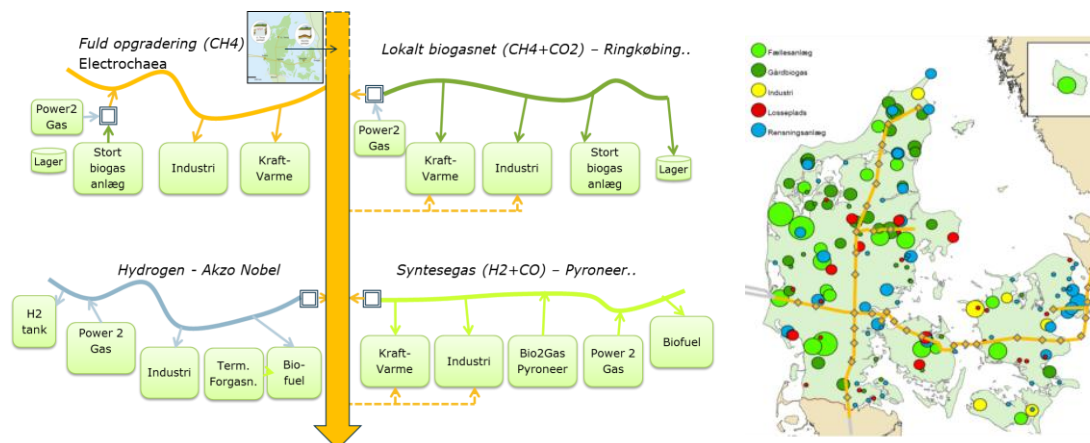 Fuld opgradering (CH4)
Electrochaea
Power2
Gas
Lager
Stort
biogas
anlæg
Industri
Kraft-
Varme
Lokalt biogasnet (CH4+CO2) – Ringkøbing..
Power2
Gas
Kraft-
Varme
Industri
Stort
biogas
anlæg
Lager
Hydrogen - Akzo Nobel
H2
tank
Power 2
Gas
Industri
Term.
Forgasn.
Bio-
fuel
Syntesegas (H2+CO) – Pyroneer..
Kraft-
Varme
Industri
Bio2Gas
Pyroneer
Power 2
Gas
Biofuel
Fællesanlæg
Gårdbiogas
Industri
Losseplads
Rensningsanlæg